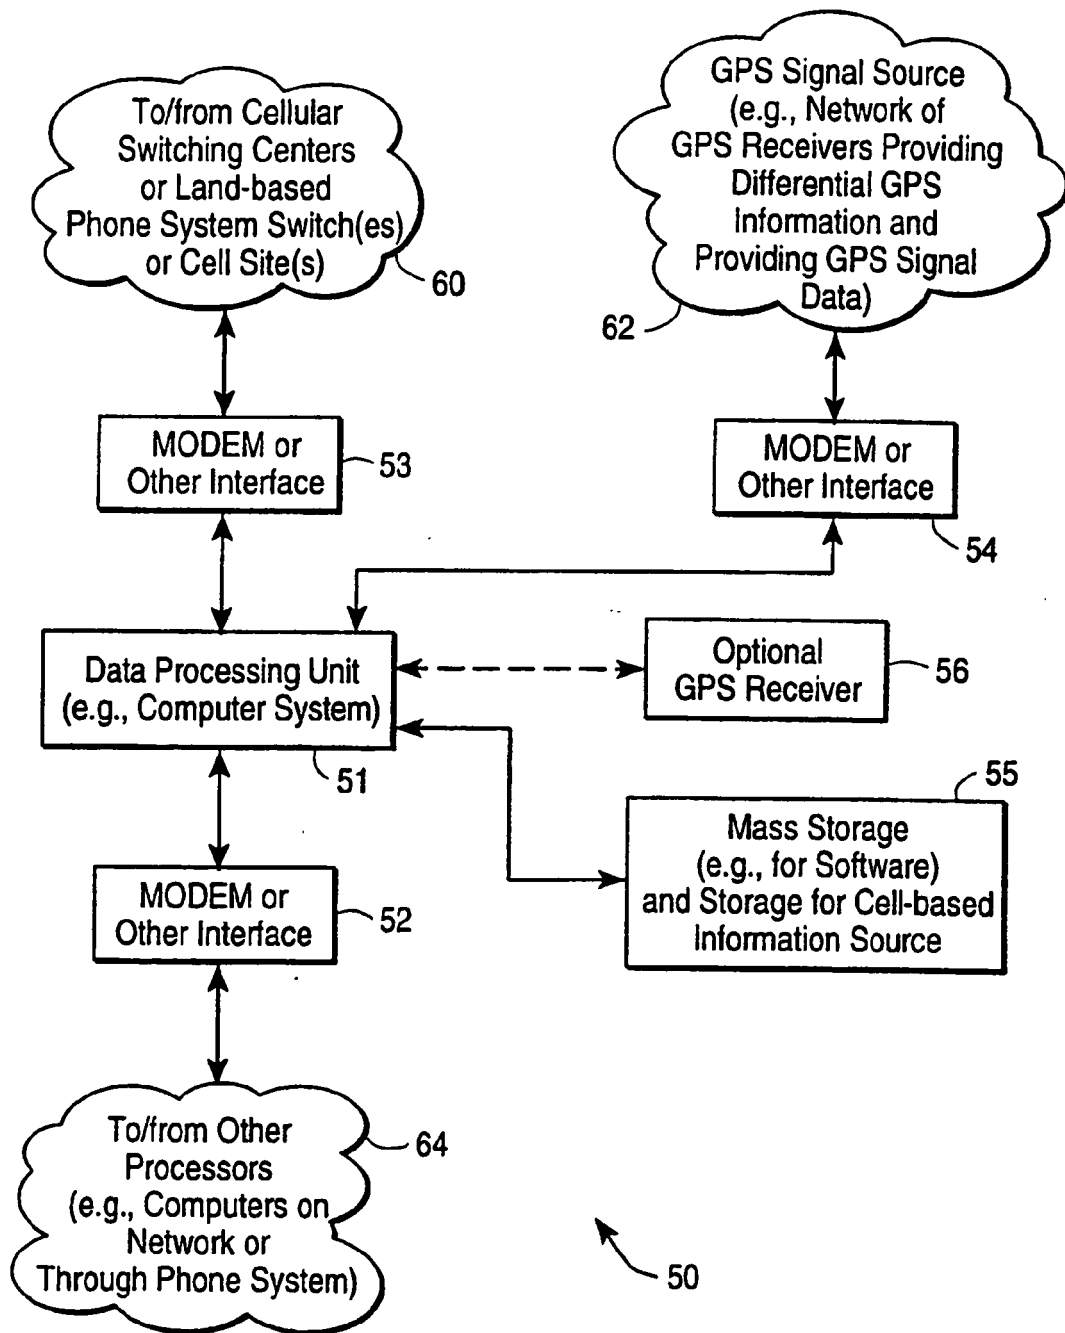 To/from Cellular
Switching Centers
or Land-based
Phone System Switch(es)
or Cell Site(s)
60
GPS Signal Source
(e.g., Network of
GPS Receivers Providing
Differential GPS
Information and
Providing GPS Signal
Data)
62
MODEM or
Other Interface
53
MODEM or
Other Interface
54
Data Processing Unit
(e.g., Computer System)
51
Optional
GPS Receiver
56
55
Mass Storage
(e.g., for Software)
and Storage for Cell-based
Information Source
MODEM or
Other Interface
52
To/from Other
Processors
(e.g., Computers on
Network or
Through Phone System)
64
50